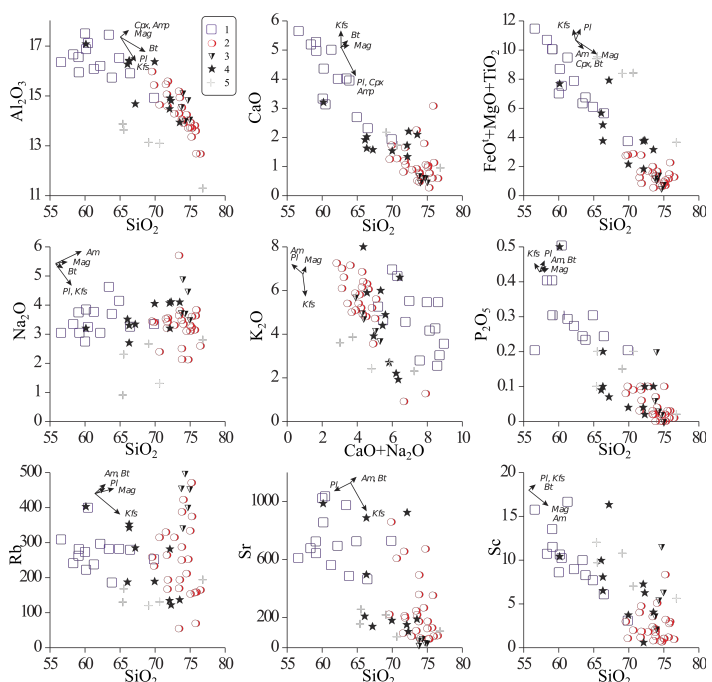 17
15
13
11
Al₂O₃
55 60 65 70 75 80
SiO₂
Cpx, Amp
Mag
Bt
Pl
Kfs
1
2
3
4
5
6
4
2
0
CaO
55 60 65 70 75 80
SiO₂
Kfs
Bt
Mag
Pl, Cpx
Amp
12
10
8
6
4
2
0
FeOᵗ+MgO+TiO₂
55 60 65 70 75 80
SiO₂
Kfs
Pl
Am
Mag
Cpx, Bt
6
5
4
3
2
1
0
Na₂O
55 60 65 70 75 80
SiO₂
Am
Mag
Bt
Pl, Kfs
8
6
4
2
0
K₂O
0 2 4 6 8 10
CaO+Na₂O
Am
Pl
Mag
Kfs
0.5
0.4
0.3
0.2
0.1
0
P₂O₅
55 60 65 70 75 80
SiO₂
Kfs Pl
Am, Bt
Mag
500
400
300
200
100
0
Rb
55 60 65 70 75 80
SiO₂
Am, Bt
Pl
Mag
Kfs
1000
600
200
0
Sr
55 60 65 70 75 80
SiO₂
Am, Bt
Pl
Kfs
20
15
10
5
0
Sc
55 60 65 70 75 80
SiO₂
Pl, Kfs
Bt
Mag
Am